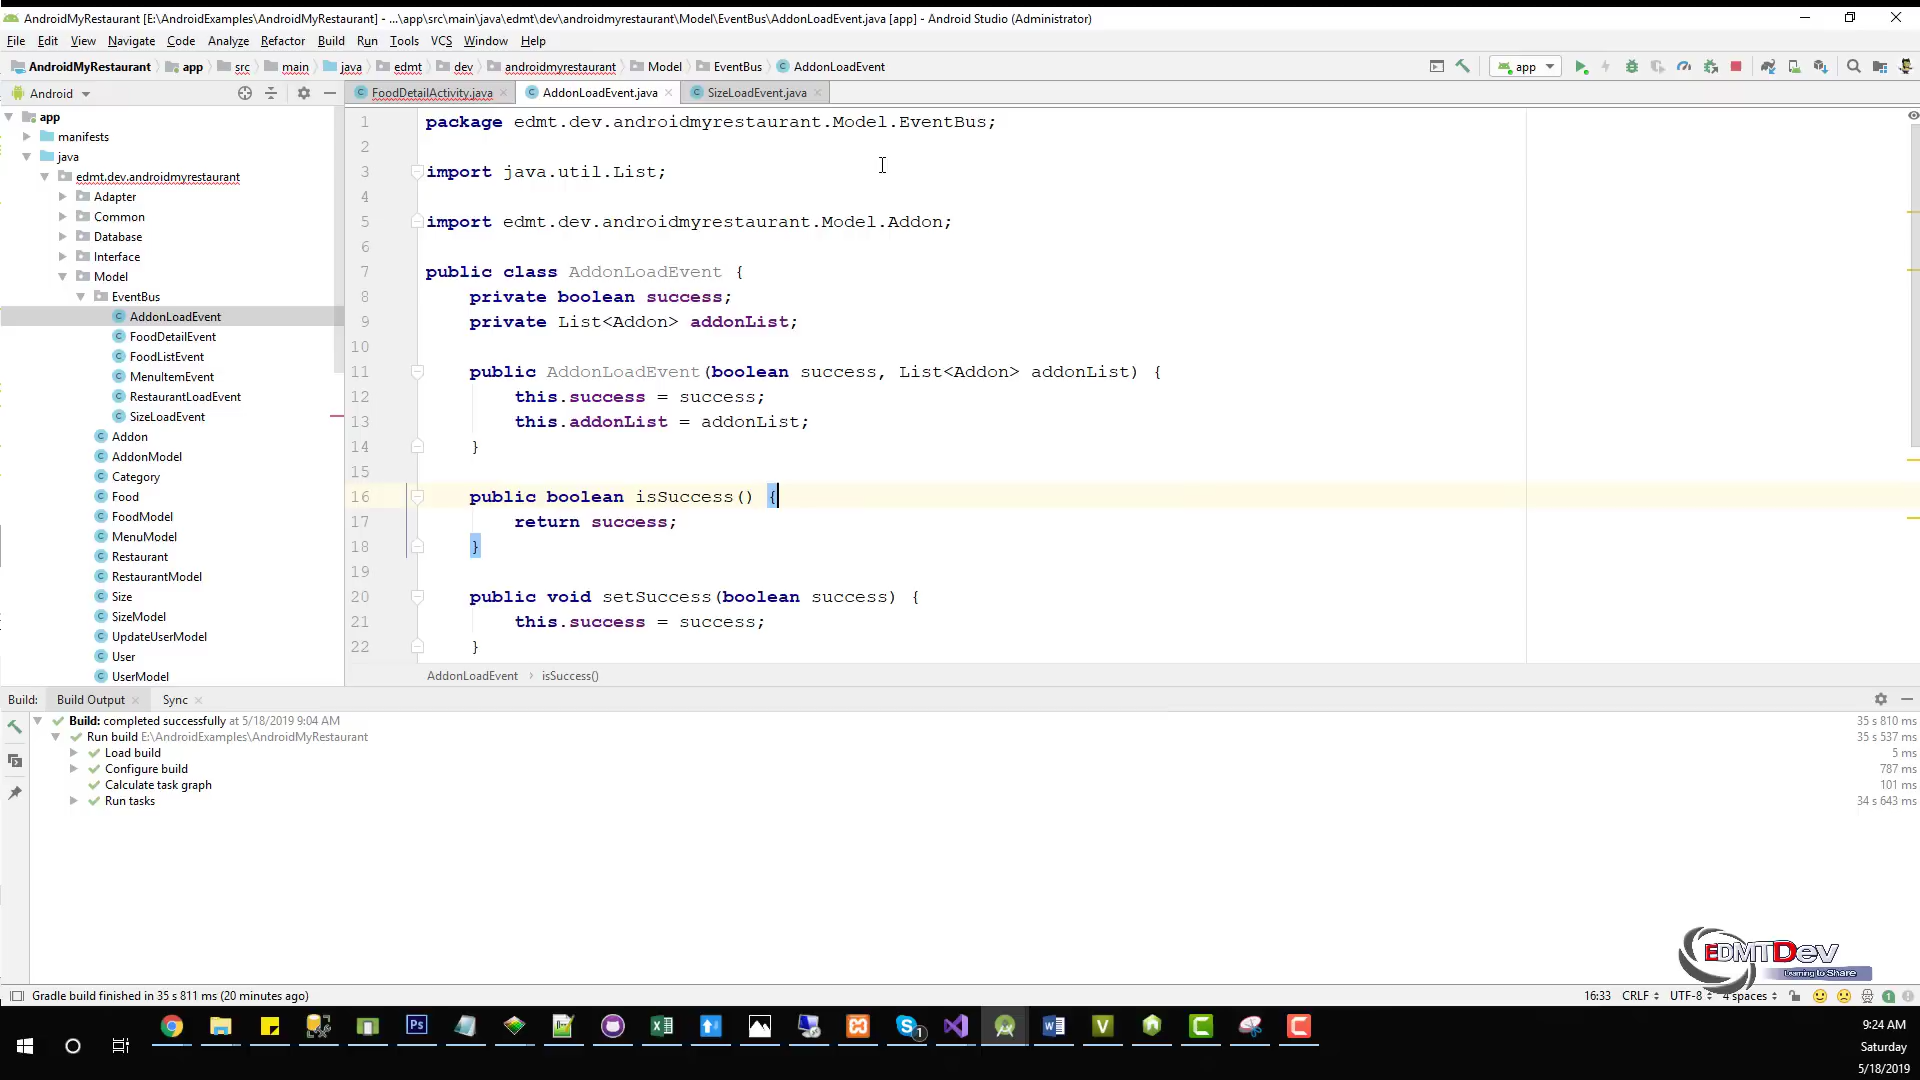 AndroidMyRestaurant [E:\AndroidExamples\AndroidMyRestaurant] - ...\app\src\main\java\edmt\dev\androidmyrestaurant\Model\EventBus\AddonLoadEvent.java [app] - Android Studio (Administrator)
File Edit View Navigate Code Analyze Refactor Build Run Tools VCS Window Help
AndroidMyRestaurant app src main java edmt dev androidmyrestaurant Model EventBus AddonLoadEvent app
Android FoodDetailActivity.java AddonLoadEvent.java SizeLoadEvent.java
app
manifests
java
edmt.dev.androidmyrestaurant
Adapter
Common
Database
Interface
Model
EventBus
AddonLoadEvent
FoodDetailEvent
FoodListEvent
MenuItemEvent
RestaurantLoadEvent
SizeLoadEvent
Addon
AddonModel
Category
Food
FoodModel
MenuModel
Restaurant
RestaurantModel
Size
SizeModel
UpdateUserModel
User
UserModel
1 package edmt.dev.androidmyrestaurant.Model.EventBus;
2
3 import java.util.List;
4
5 import edmt.dev.androidmyrestaurant.Model.Addon;
6
7 public class AddonLoadEvent {
8 private boolean success;
9 private List<Addon> addonList;
10
11 public AddonLoadEvent(boolean success, List<Addon> addonList) {
12 this.success = success;
13 this.addonList = addonList;
14 }
15
16 public boolean isSuccess() {
17 return success;
18 }
19
20 public void setSuccess(boolean success) {
21 this.success = success;
22 }
AddonLoadEvent › isSuccess()
Build: Build Output Sync
Build: completed successfully at 5/18/2019 9:04 AM 35 s 810 ms
Run build E:\AndroidExamples\AndroidMyRestaurant 35 s 537 ms
Load build 5 ms
Configure build 787 ms
Calculate task graph 101 ms
Run tasks 34 s 643 ms
EDMTDev
Learning to Share
Gradle build finished in 35 s 811 ms (20 minutes ago) 16:33 CRLF UTF-8 4 spaces 1
Ps 1 W V C C
9:24 AM
Saturday
5/18/2019